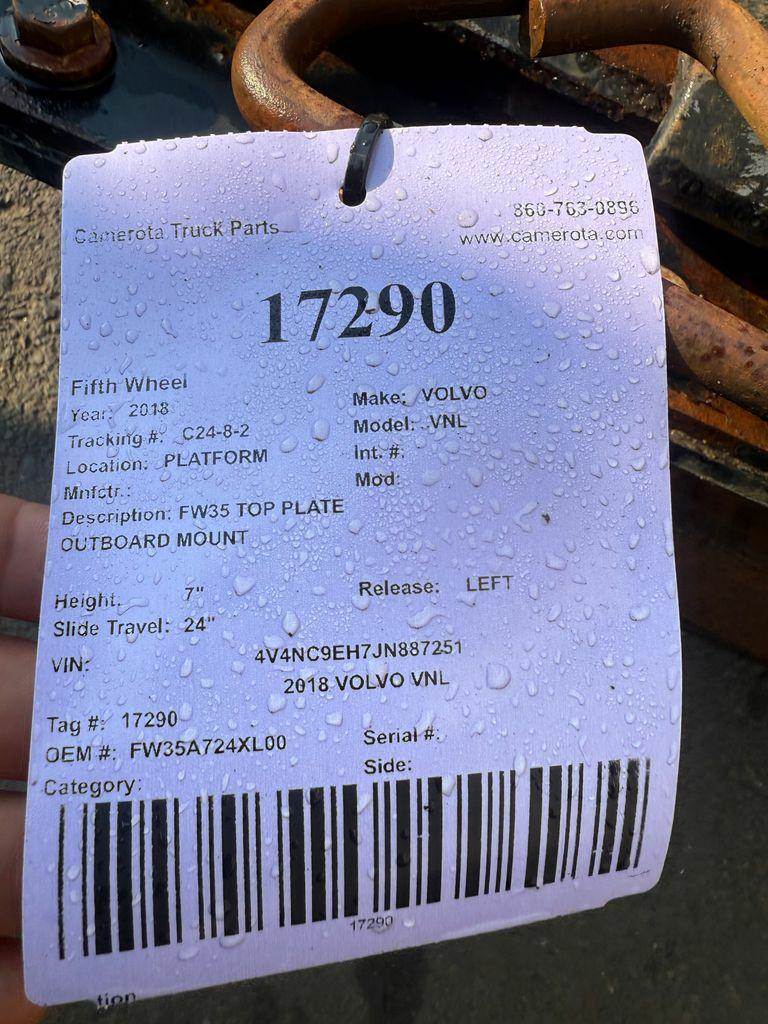 Camerota Truck Parts
860-763-0896
www.camerota.com
17290
Fifth Wheel
Year: 2018
Make: VOLVO
Tracking #: C24-8-2
Model: VNL
Location: PLATFORM
Int. #:
Mnfctr.:
Mod:
Description: FW35 TOP PLATE
OUTBOARD MOUNT
Height: 7"
Release: LEFT
Slide Travel: 24"
VIN: 4V4NC9EH7JN887251
2018 VOLVO VNL
Tag #: 17290
OEM #: FW35A724XL00
Serial #:
Category:
Side:
17290
tion